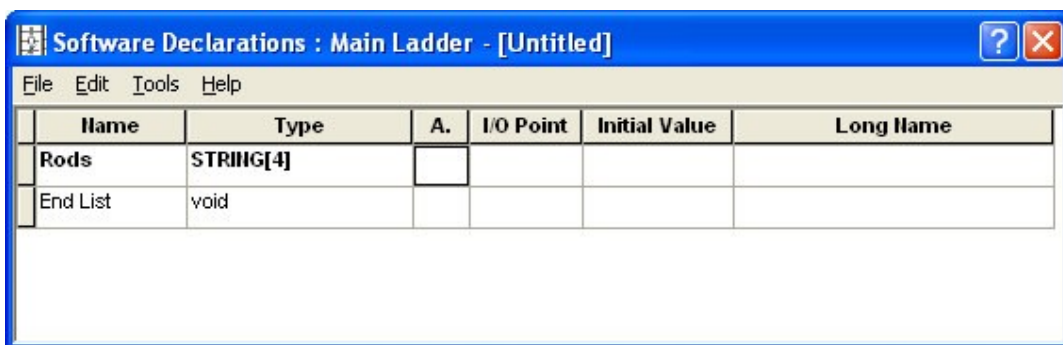 Software Declarations : Main Ladder - [Untitled]
File Edit Tools Help
Name Type A. I/O Point Initial Value Long Name
Rods STRING[4]
End List void